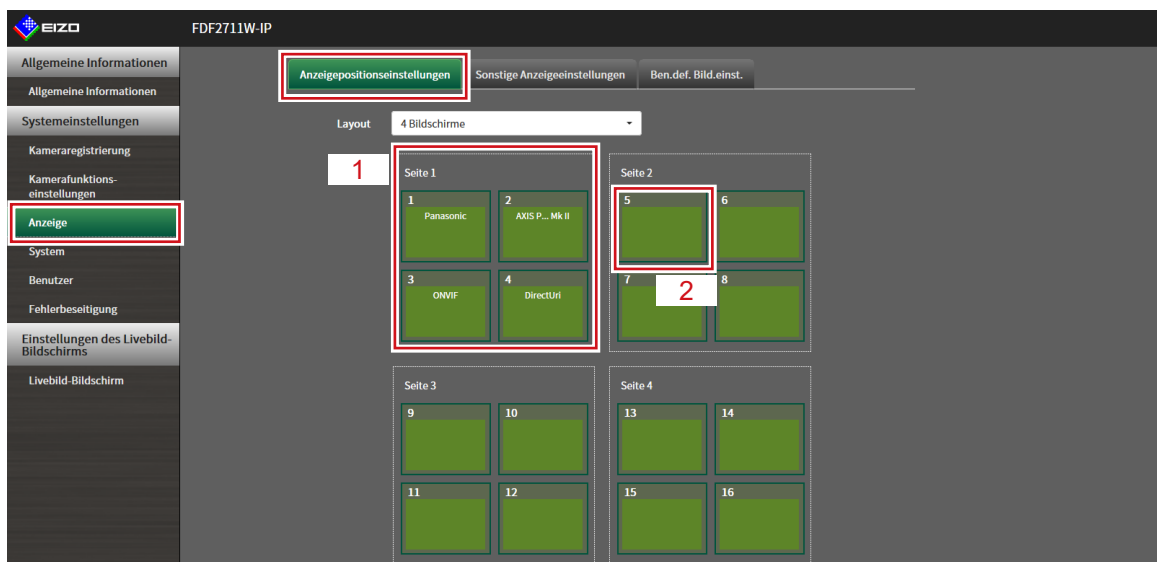 EIZO
FDF2711W-IP
Allgemeine Informationen
Allgemeine Informationen
Systemeinstellungen
Kameraregistrierung
Kamerafunktions-
einstellungen
Anzeige
System
Benutzer
Fehlerbeseitigung
Einstellungen des Livebild-
Bildschirms
Livebild-Bildschirm
Anzeigepositionseinstellungen
Sonstige Anzeigeeinstellungen
Ben.def. Bild.einst.
Layout
4 Bildschirme
1
Seite 1
1
Panasonic
2
AXIS P... Mk II
3
ONVIF
4
DirectUri
Seite 2
5
6
7
8
2
Seite 3
9
10
11
12
Seite 4
13
14
15
16